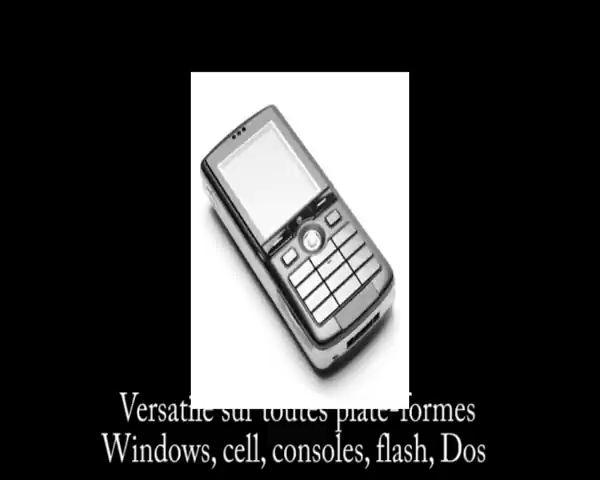 Versatile sur toutes plate-formes
Windows, cell, consoles, flash, Dos